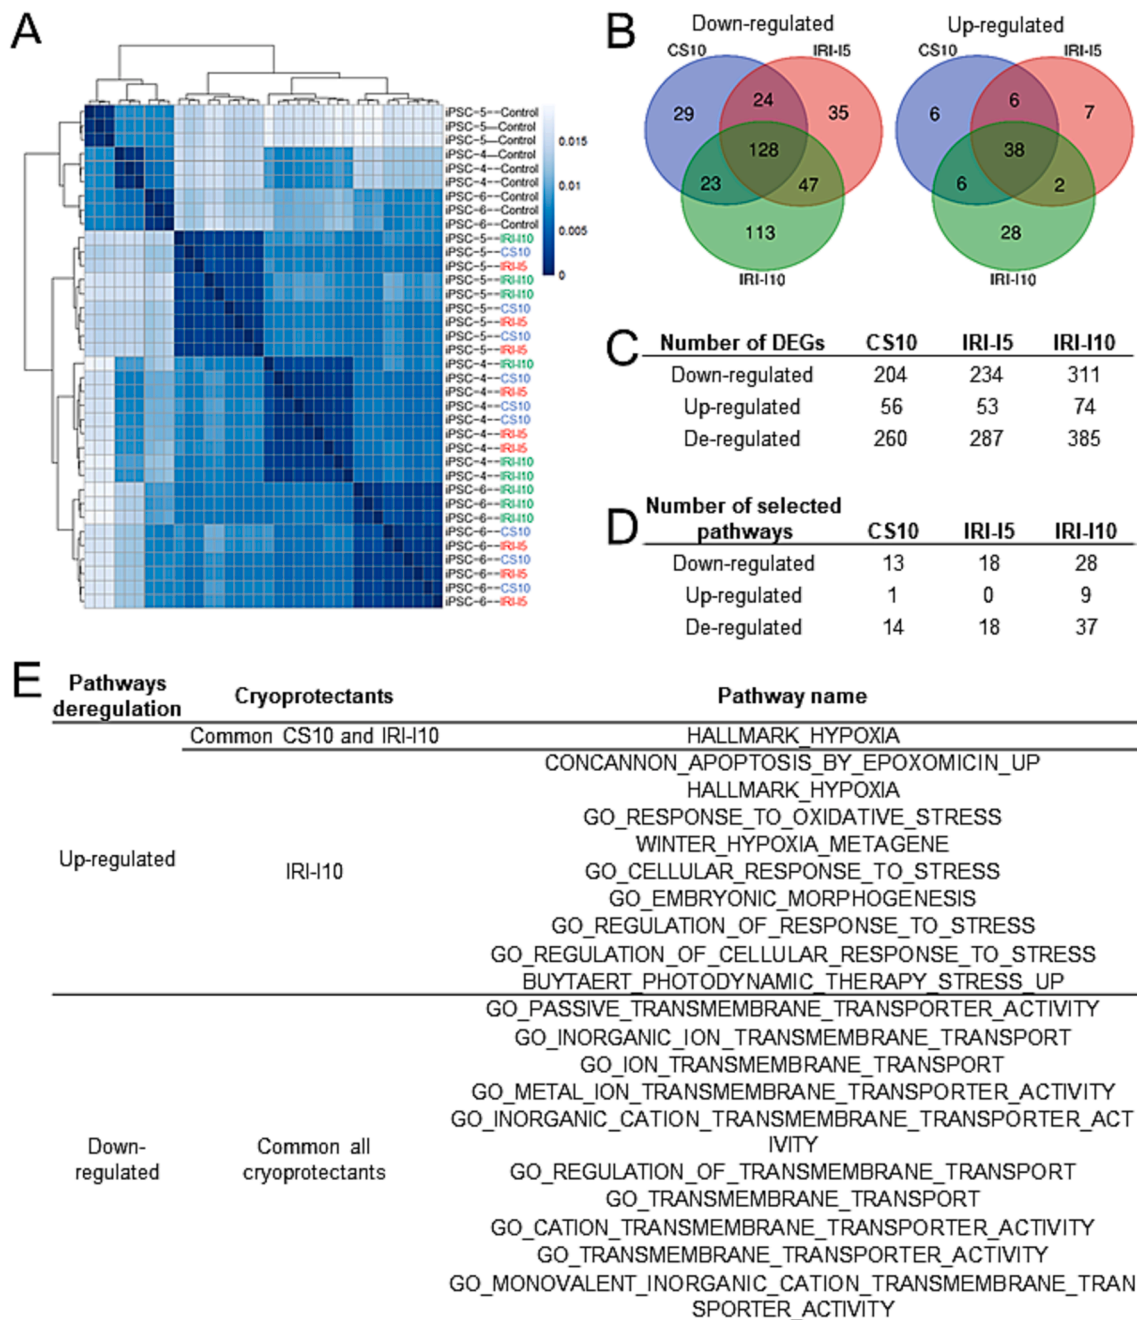 A
iPSC-5--Control
iPSC-5--Control
iPSC-5--Control
iPSC-4--Control
iPSC-4--Control
iPSC-4--Control
iPSC-6--Control
iPSC-6--Control
iPSC-6--Control
iPSC-5--IRI-I10
iPSC-5--CS10
iPSC-5--IRI-I5
iPSC-5--IRI-I10
iPSC-5--IRI-I10
iPSC-5--CS10
iPSC-5--IRI-I5
iPSC-5--CS10
iPSC-5--IRI-I5
iPSC-4--IRI-I10
iPSC-4--CS10
iPSC-4--IRI-I5
iPSC-4--CS10
iPSC-4--CS10
iPSC-4--IRI-I5
iPSC-4--IRI-I5
iPSC-4--IRI-I10
iPSC-4--IRI-I10
iPSC-6--IRI-I10
iPSC-6--IRI-I10
iPSC-6--IRI-I10
iPSC-6--CS10
iPSC-6--IRI-I5
iPSC-6--CS10
iPSC-6--IRI-I5
iPSC-6--CS10
iPSC-6--IRI-I5
0.015
0.01
0.005
0
B
Down-regulated
CS10
IRI-I5
29
24
35
128
23
47
113
IRI-I10
Up-regulated
CS10
IRI-I5
6
6
7
38
6
2
28
IRI-I10
C
Number of DEGs CS10 IRI-I5 IRI-I10
Down-regulated 204 234 311
Up-regulated 56 53 74
De-regulated 260 287 385
D
Number of selected
pathways CS10 IRI-I5 IRI-I10
Down-regulated 13 18 28
Up-regulated 1 0 9
De-regulated 14 18 37
E
Pathways
deregulation
Cryoprotectants
Pathway name
Up-regulated
Common CS10 and IRI-I10
HALLMARK_HYPOXIA
IRI-I10
CONCANNON_APOPTOSIS_BY_EPOXOMICIN_UP
HALLMARK_HYPOXIA
GO_RESPONSE_TO_OXIDATIVE_STRESS
WINTER_HYPOXIA_METAGENE
GO_CELLULAR_RESPONSE_TO_STRESS
GO_EMBRYONIC_MORPHOGENESIS
GO_REGULATION_OF_RESPONSE_TO_STRESS
GO_REGULATION_OF_CELLULAR_RESPONSE_TO_STRESS
BUYTAERT_PHOTODYNAMIC_THERAPY_STRESS_UP
Down-
regulated
Common all
cryoprotectants
GO_PASSIVE_TRANSMEMBRANE_TRANSPORTER_ACTIVITY
GO_INORGANIC_ION_TRANSMEMBRANE_TRANSPORT
GO_ION_TRANSMEMBRANE_TRANSPORT
GO_METAL_ION_TRANSMEMBRANE_TRANSPORTER_ACTIVITY
GO_INORGANIC_CATION_TRANSMEMBRANE_TRANSPORTER_ACT
IVITY
GO_REGULATION_OF_TRANSMEMBRANE_TRANSPORT
GO_TRANSMEMBRANE_TRANSPORT
GO_CATION_TRANSMEMBRANE_TRANSPORTER_ACTIVITY
GO_TRANSMEMBRANE_TRANSPORTER_ACTIVITY
GO_MONOVALENT_INORGANIC_CATION_TRANSMEMBRANE_TRAN
SPORTER_ACTIVITY